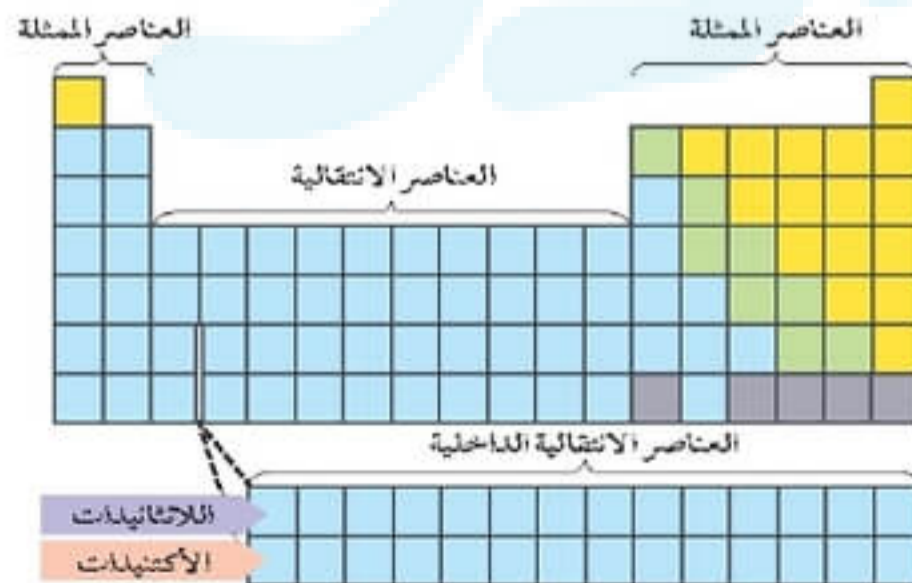 العناصر الممثلة
العناصر الممثلة
العناصر الانتقالية
العناصر الانتقالية الداخلية
اللانثانيدات
الأكتنيدات